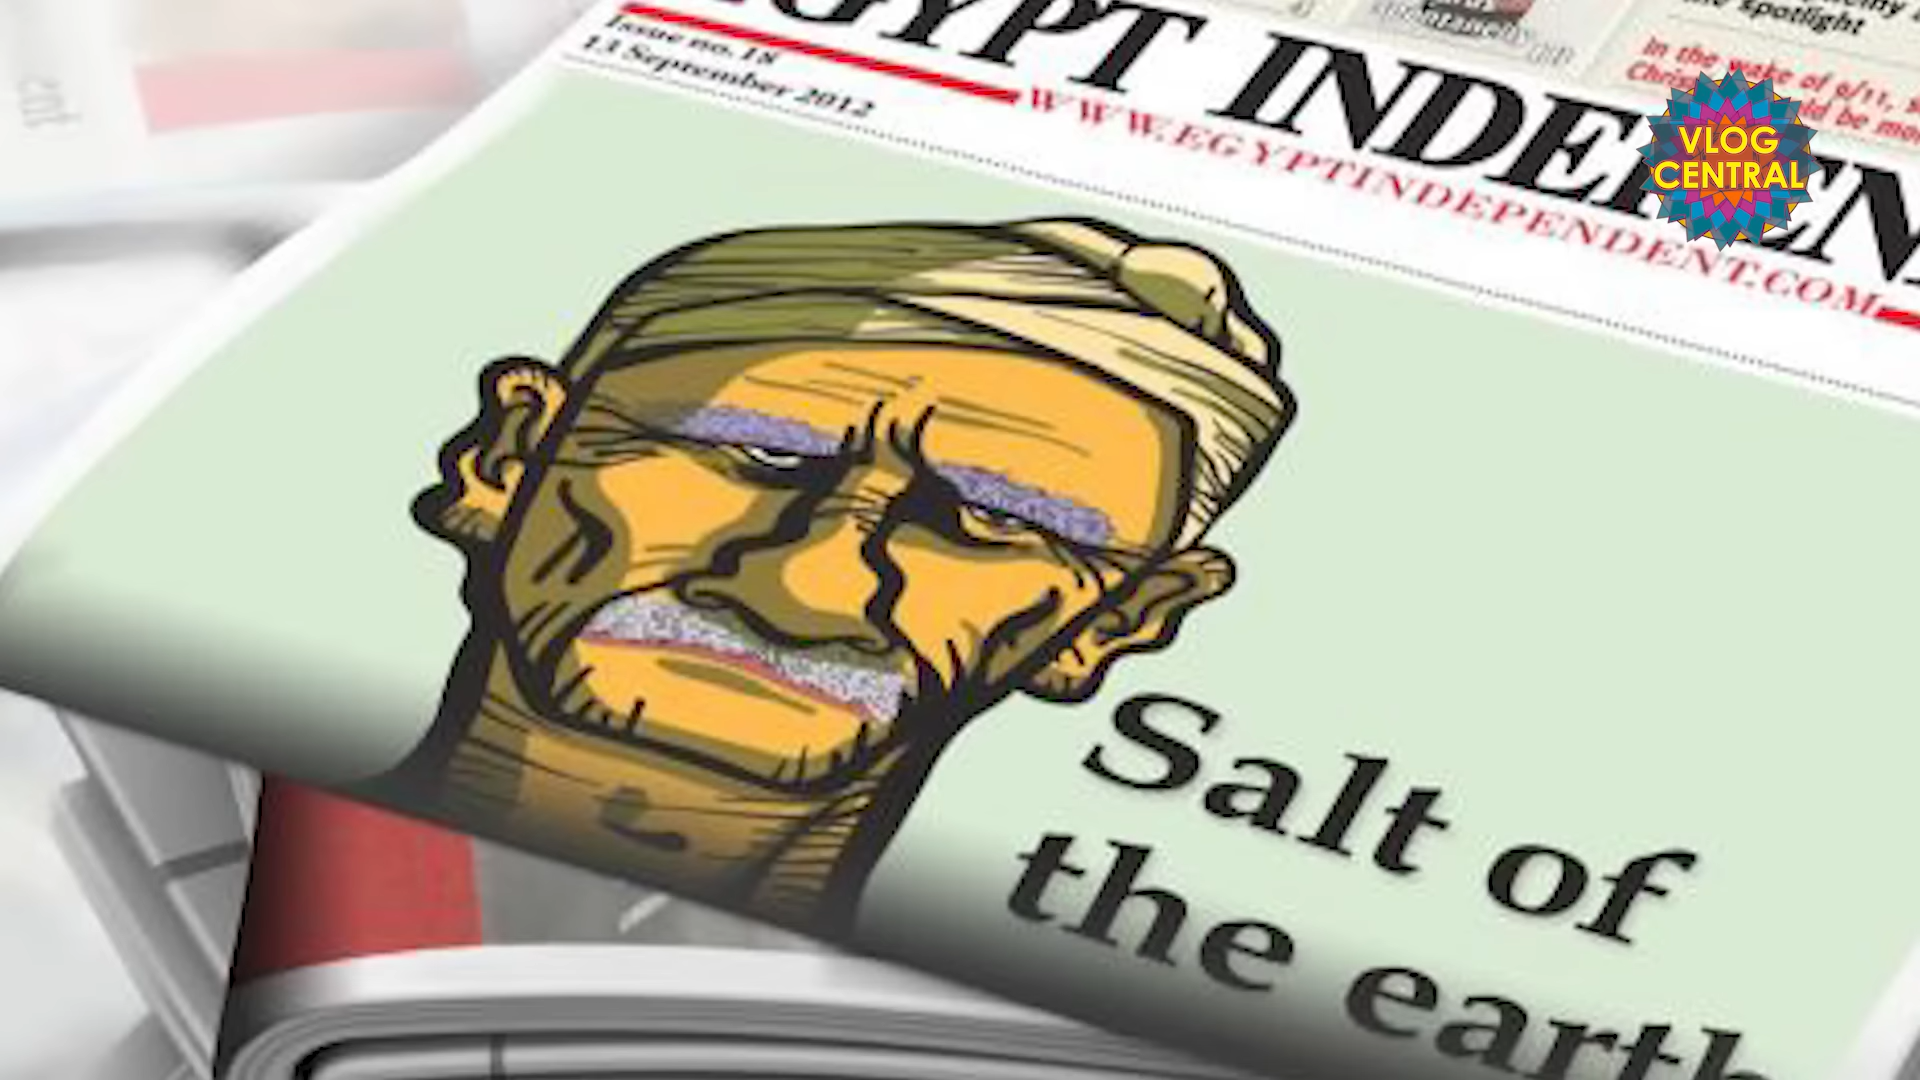 the spotlight
In the wake of 9/11,
EGYPT INDEPEN
Issue no. 18
13 September 2012
WWW.EGYPTINDEPENDENT.COM
VLOG
CENTRAL
Salt of
the earth